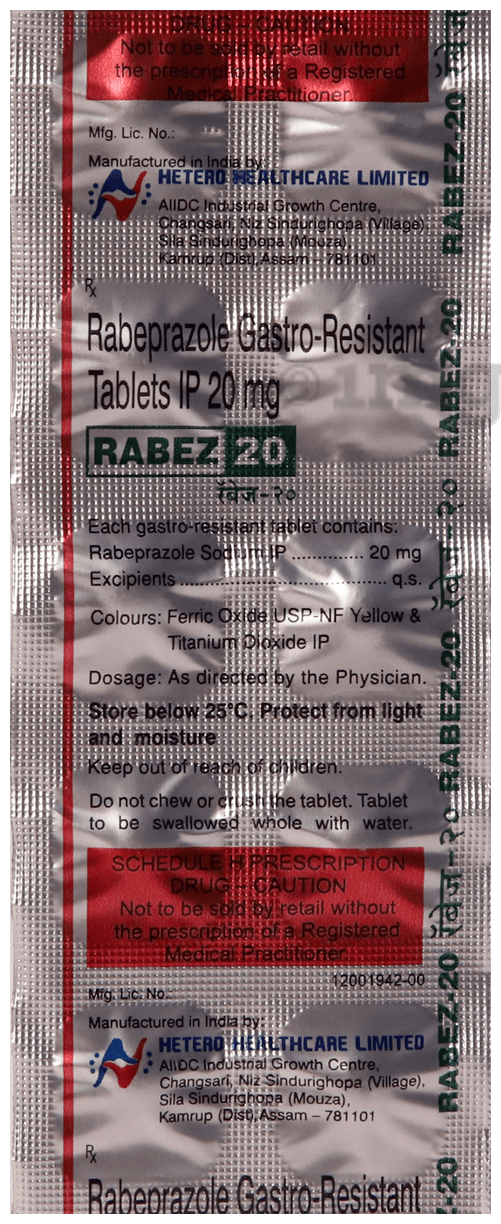 DRUG – CAUTION
Not to be sold by retail without
the prescription of a Registered
Medical Practitioner.
Mfg. Lic. No.:
Manufactured in India by:
HETERO HEALTHCARE LIMITED
AIIDC Industrial Growth Centre,
Changsari, Niz Sindurighopa (Village),
Sila Sindurighopa (Mouza),
Kamrup (Dist), Assam – 781101
Rx
Rabeprazole Gastro-Resistant
Tablets IP 20 mg
RABEZ 20
रॅबेज-२०
Each gastro-resistant tablet contains:
Rabeprazole Sodium IP .............. 20 mg
Excipients ........................................ q.s.
Colours: Ferric Oxide USP-NF Yellow &
Titanium Dioxide IP
Dosage: As directed by the Physician.
Store below 25°C. Protect from light
and moisture
Keep out of reach of children.
Do not chew or crush the tablet. Tablet
to be swallowed whole with water.
SCHEDULE H PRESCRIPTION
DRUG – CAUTION
Not to be sold by retail without
the prescription of a Registered
Medical Practitioner
12001942-00
Mfg. Lic. No.:
Manufactured in India by:
HETERO HEALTHCARE LIMITED
AIIDC Industrial Growth Centre,
Changsari, Niz Sindurighopa (Village),
Sila Sindurighopa (Mouza),
Kamrup (Dist), Assam – 781101
Rx
Rabeprazole Gastro-Resistant
RABEZ-20 रॅबेज-२० RABEZ-20 RABEZ-20 रॅबेज-२० RABEZ-20 RABEZ-20 रॅबेज